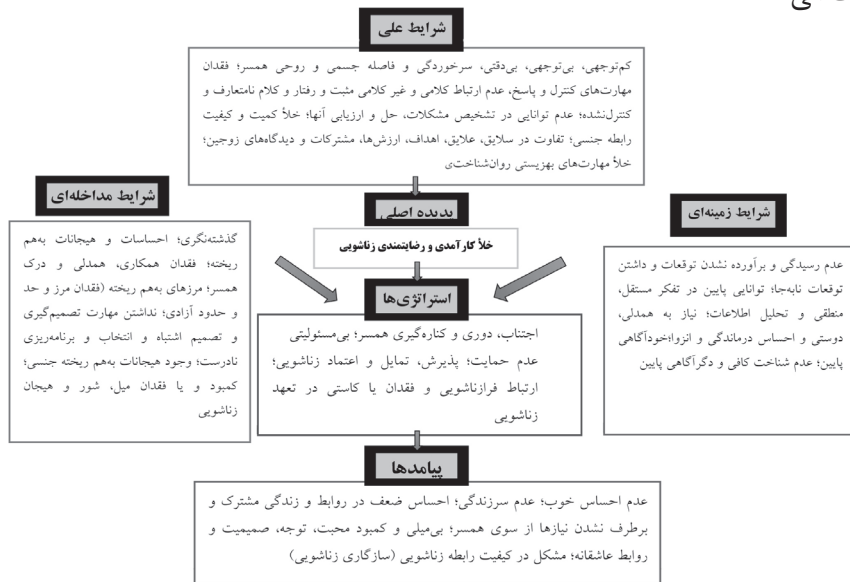 شرایط علی
کم‌توجهی، بی‌توجهی، بی‌دقتی، سرخوردگی و فاصله جسمی و روحی همسر؛ فقدان
مهارت‌های کنترل و پاسخ، عدم ارتباط کلامی و غیر کلامی مثبت و رفتار و کلام نامتعارف و
کنترل‌نشده؛ عدم توانایی در تشخیص مشکلات، حل و ارزیابی آنها؛ خلأ کمیت و کیفیت
رابطه جنسی؛ تفاوت در سلایق، علایق، اهداف، ارزش‌ها، مشترکات و دیدگاه‌های زوجین؛
خلأ مهارت‌های بهزیستی روان‌شناختی
شرایط زمینه‌ای
عدم رسیدگی و برآورده نشدن توقعات و داشتن
توقعات نابه‌جا؛ توانایی پایین در تفکر مستقل،
منطقی و تحلیل اطلاعات؛ نیاز به همدلی،
دوستی و احساس درماندگی و انزوا؛خودآگاهی
پایین؛ عدم شناخت کافی و دگرآگاهی پایین
پدیده اصلی
خلأ کارآمدی و رضایتمندی زناشویی
شرایط مداخله‌ای
گذشته‌نگری؛ احساسات و هیجانات به‌هم
ریخته؛ فقدان همکاری، همدلی و درک
همسر؛ مرزهای به‌هم ریخته (فقدان مرز و حد
و حدود آزادی؛ نداشتن مهارت تصمیم‌گیری
و تصمیم اشتباه و انتخاب و برنامه‌ریزی
نادرست؛ وجود هیجانات به‌هم ریخته جنسی؛
کمبود و یا فقدان میل، شور و هیجان
زناشویی
استراتژی‌ها
اجتناب، دوری و کناره‌گیری همسر؛ بی‌مسئولیتی
عدم حمایت؛ پذیرش، تمایل و اعتماد زناشویی؛
ارتباط فرازناشویی و فقدان یا کاستی در تعهد
زناشویی
پیامدها
عدم احساس خوب؛ عدم سرزندگی؛ احساس ضعف در روابط و زندگی مشترک و
برطرف نشدن نیازها از سوی همسر؛ بی‌میلی و کمبود محبت، توجه، صمیمیت و
روابط عاشقانه؛ مشکل در کیفیت رابطه زناشویی (سازگاری زناشویی)